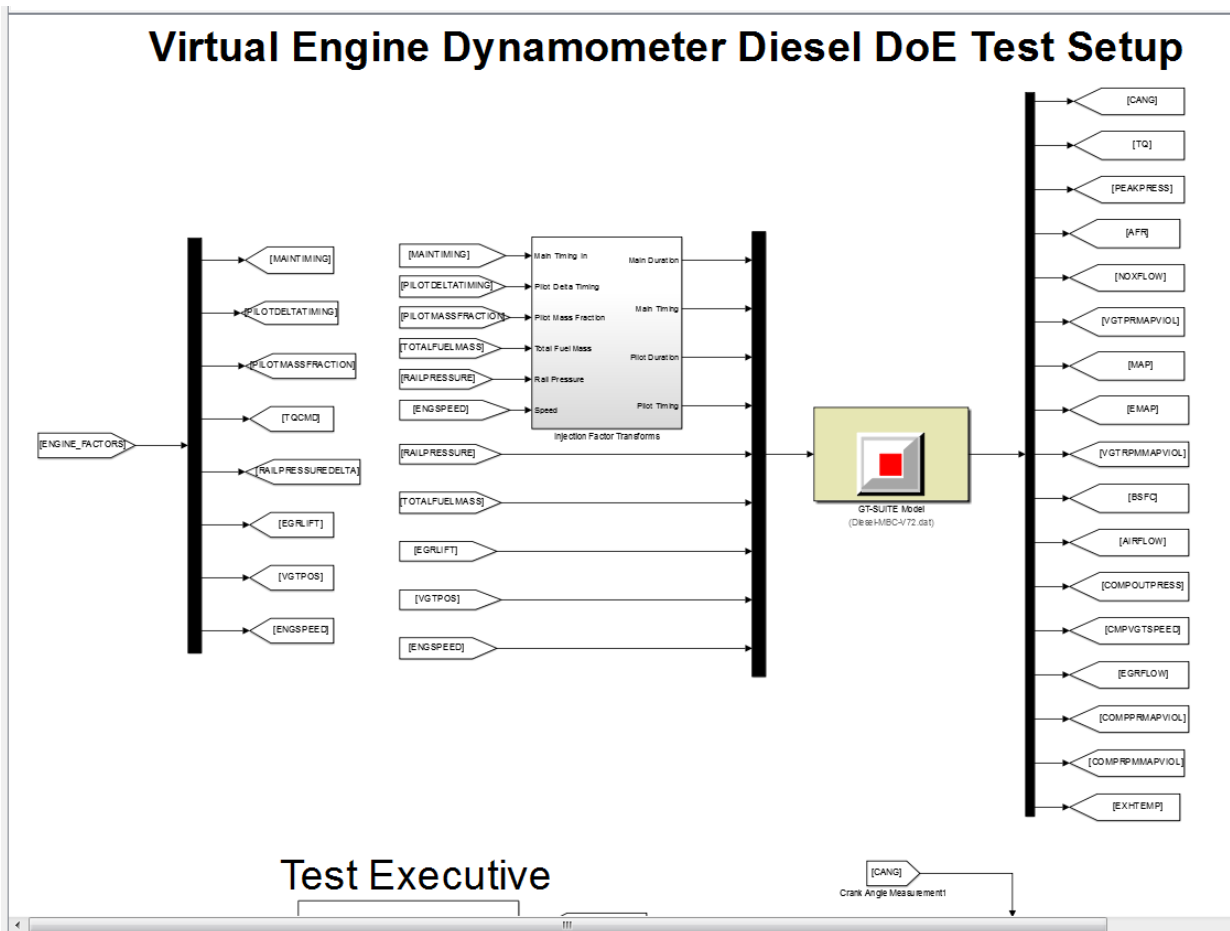 Virtual Engine Dynamometer Diesel DoE Test Setup
[ENGINE_FACTORS]
[MAINTIMING]
[PILOTDELTATIMING]
[PILOTMASSFRACTION]
[TQCMD]
[RAILPRESSUREDELTA]
[EGRLIFT]
[VGTPOS]
[ENGSPEED]
[MAINTIMING]
[PILOTDELTATIMING]
[PILOTMASSFRACTION]
[TOTALFUELMASS]
[RAILPRESSURE]
[ENGSPEED]
[RAILPRESSURE]
[TOTALFUELMASS]
[EGRLIFT]
[VGTPOS]
[ENGSPEED]
Main Timing In
Pilot Delta Timing
Pilot Mass Fraction
Total Fuel Mass
Rail Pressure
Speed
Main Duration
Main Timing
Pilot Duration
Pilot Timing
Injection Factor Transforms
GT-SUITE Model
(Diesel-MBC-V72.dat)
[CANG]
[TQ]
[PEAKPRESS]
[AFR]
[NOXFLOW]
[VGTPRMAPVIOL]
[MAP]
[EMAP]
[VGTRPMMAPVIOL]
[BSFC]
[AIRFLOW]
[COMPOUTPRESS]
[CMPVGTSPEED]
[EGRFLOW]
[COMPPRMAPVIOL]
[COMPRPMMAPVIOL]
[EXHTEMP]
Test Executive
[CANG]
Crank Angle Measurement1